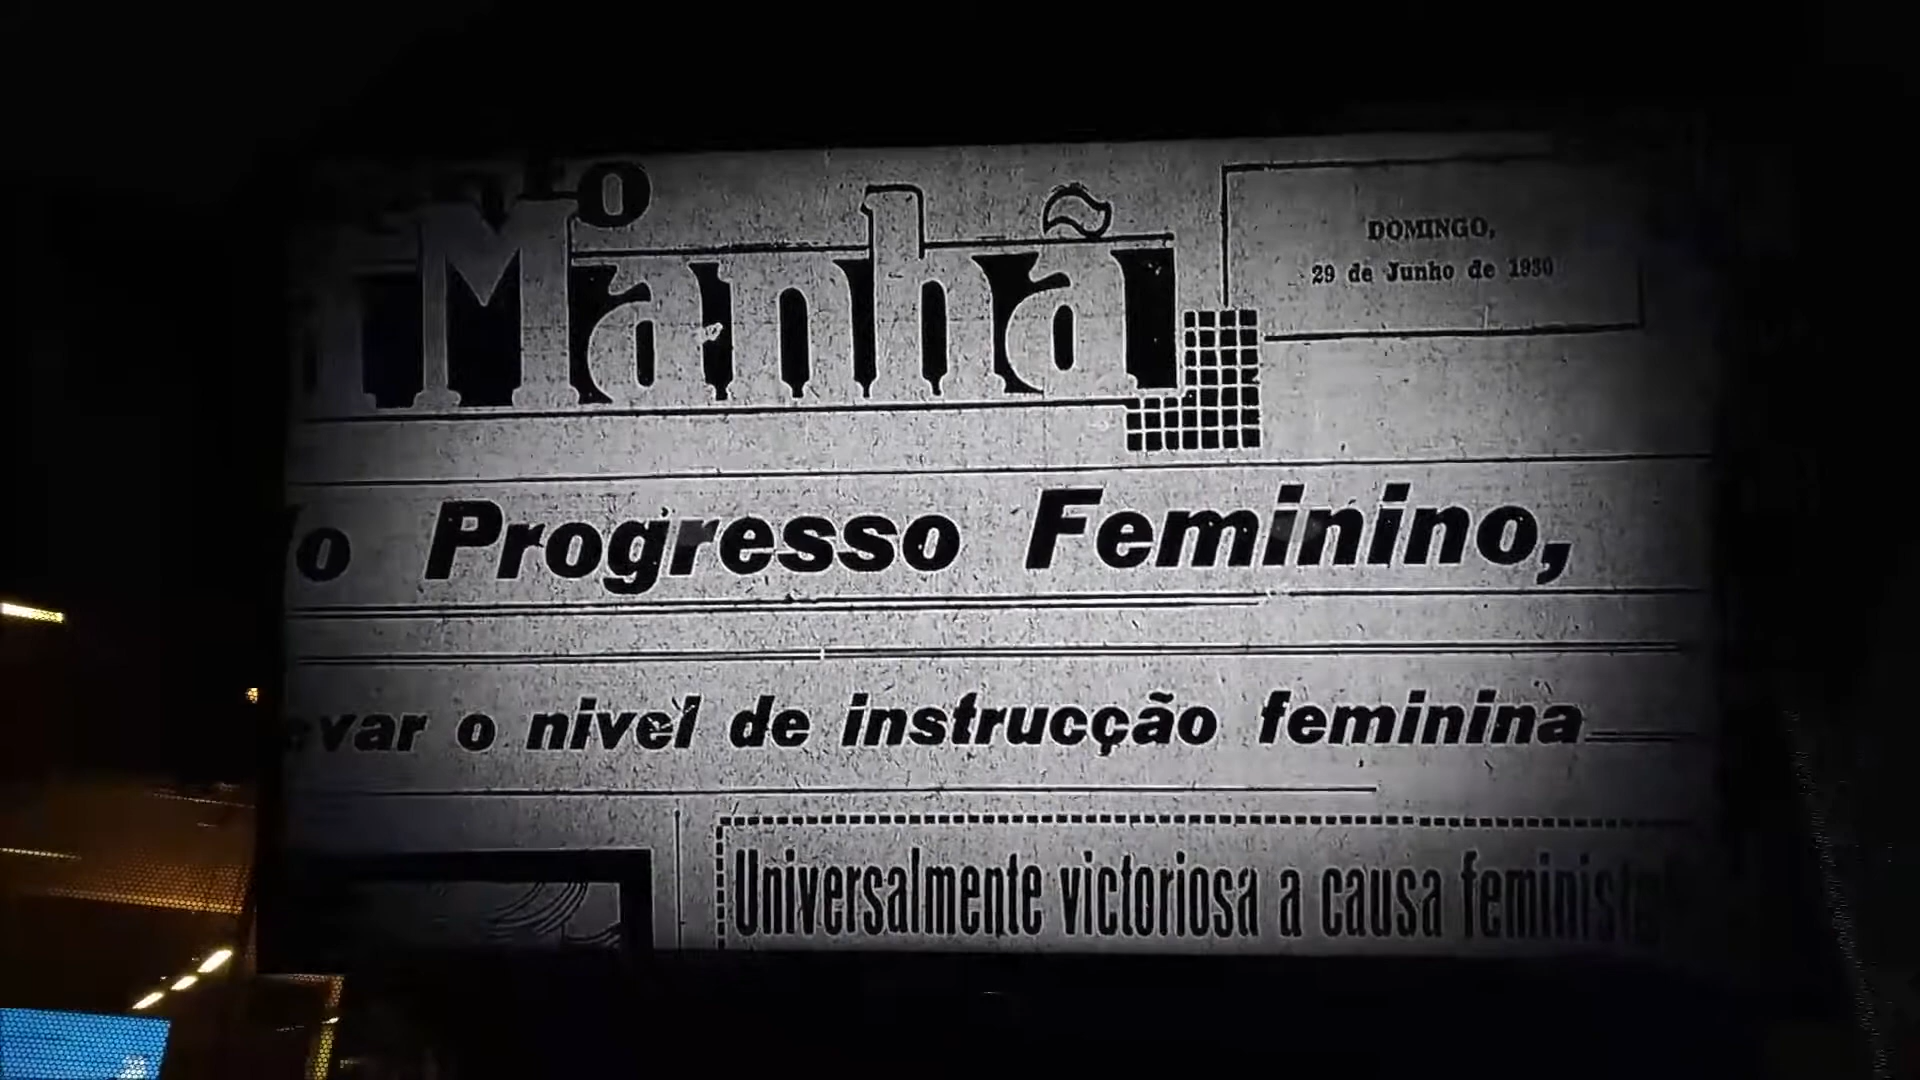 Manhã
DOMINGO,
29 de Junho de 1930
Progresso Feminino,
o nivel de instrucção feminina
Universalmente victoriosa a causa